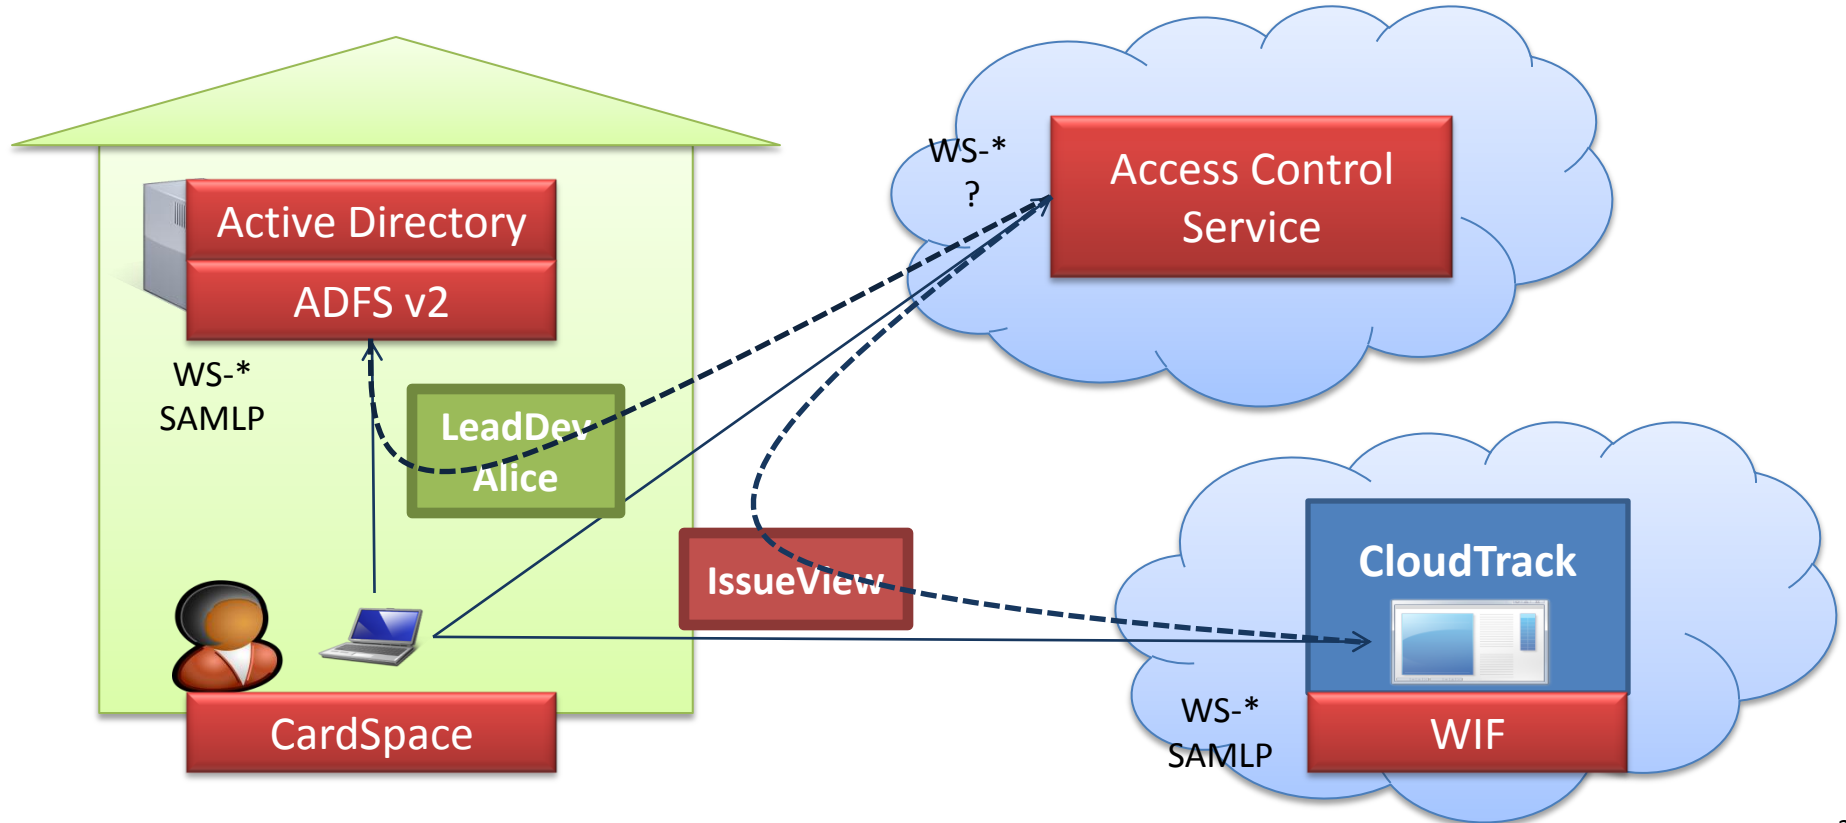 Active Directory
ADFS v2
WS-*
SAMLP
LeadDev
Alice
CardSpace
WS-*
?
Access Control
Service
IssueView
CloudTrack
WS-*
SAMLP
WIF